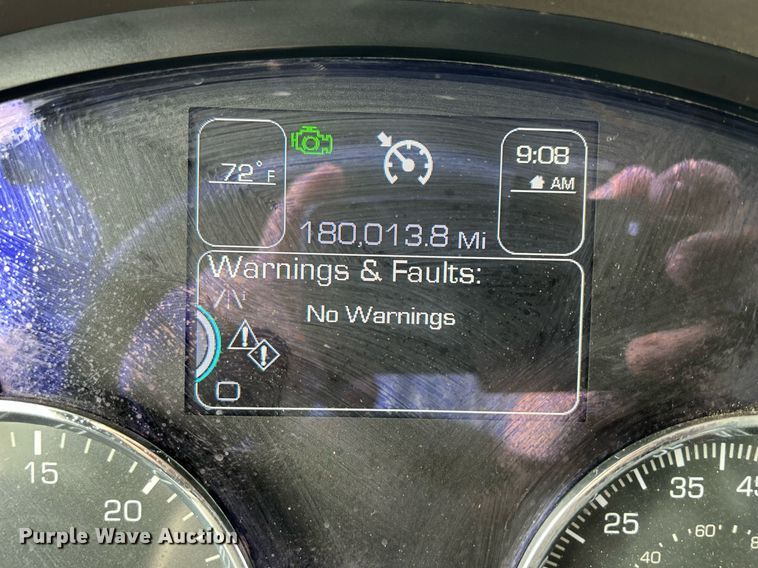 72°F
9:08
AM
180,013.8 Mi
Warnings & Faults:
No Warnings
15
20
25
35
45
40
60
8
Purple Wave Auction